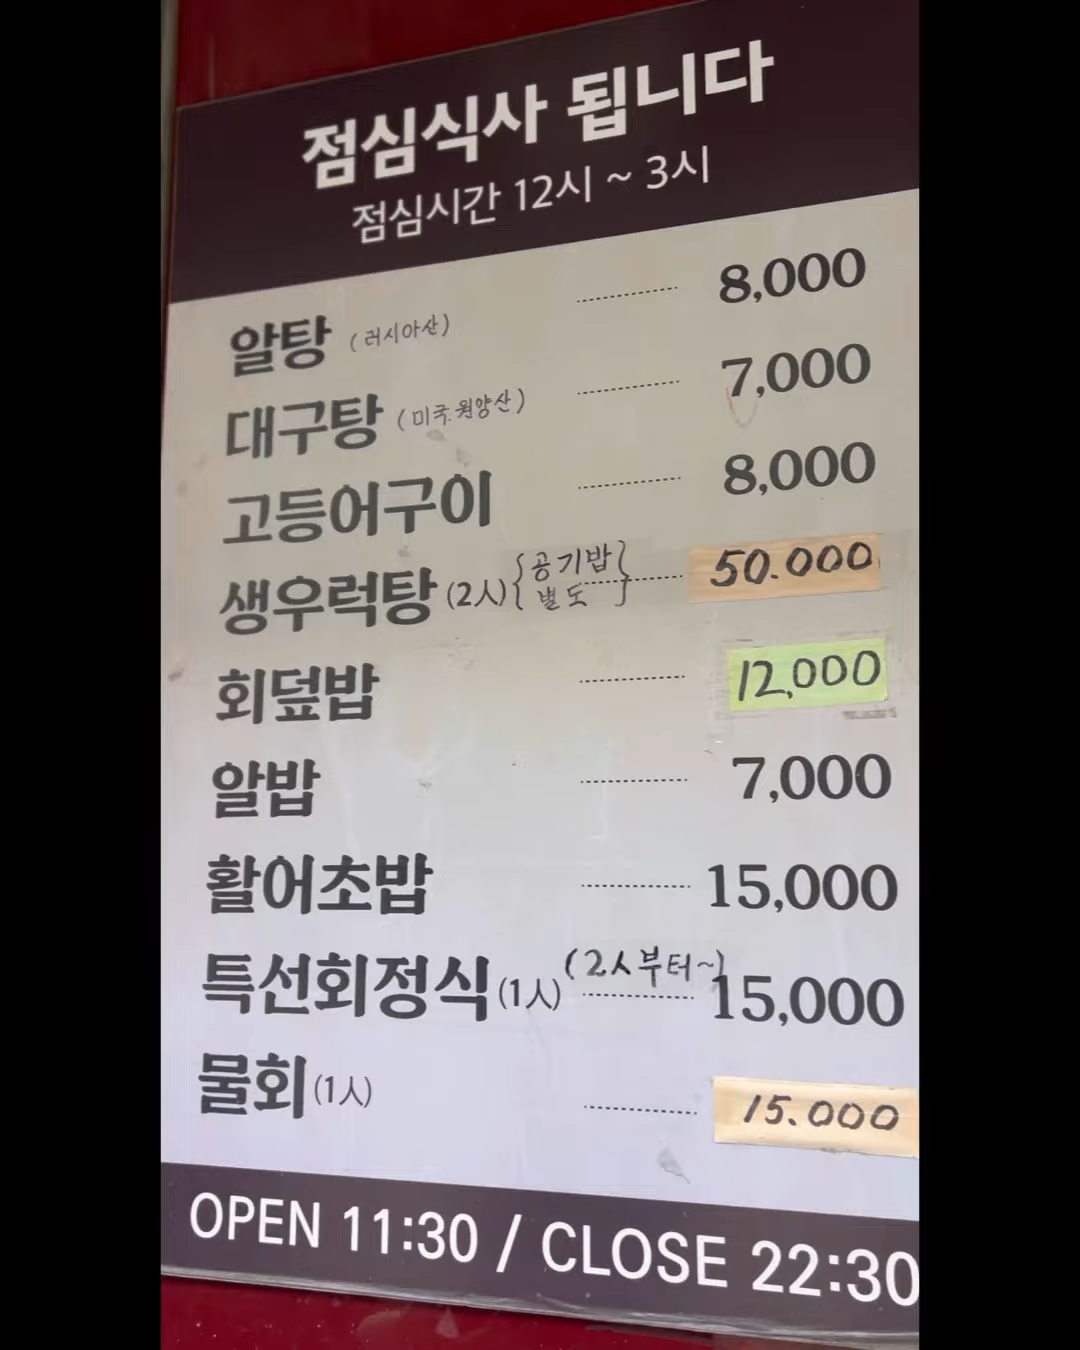 점심식사 됩니다
점심시간 12시 ~ 3시
알탕 (러시아산) 8,000
대구탕 (미국.원양산) 7,000
고등어구이 8,000
생우럭탕 (2人) {공기밥 별도} 50.000
회덮밥 12,000
알밥 7,000
활어초밥 15,000
특선회정식 (1人) (2人부터~) 15,000
물회 (1人) 15.000
OPEN 11:30 / CLOSE 22:30